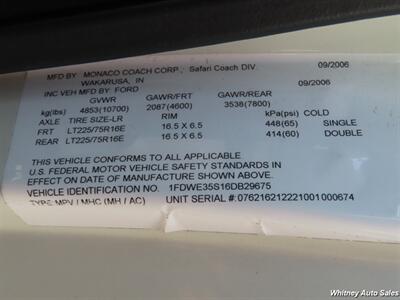 MFD BY MONACO COACH CORP., Safari Coach DIV. 09/2006
WAKARUSA, IN
INC VEH MFD BY FORD 09/2006
GVWR GAWR/FRT GAWR/REAR
kg(lbs) 4853(10700) 2087(4600) 3538(7800)
AXLE TIRE SIZE-LR RIM kPa(psi) COLD
FRT LT225/75R16E 16.5 X 6.5 448(65) SINGLE
REAR LT225/75R16E 16.5 X 6.5 414(60) DOUBLE
THIS VEHICLE CONFORMS TO ALL APPLICABLE
U.S. FEDERAL MOTOR VEHICLE SAFETY STANDARDS IN
EFFECT ON DATE OF MANUFACTURE SHOWN ABOVE
VEHICLE IDENTIFICATION NO. 1FDWE35S16DB29675
TYPE MPV / MHC (MH / AC) UNIT SERIAL #: 076216212221001000674
Whitney Auto Sales